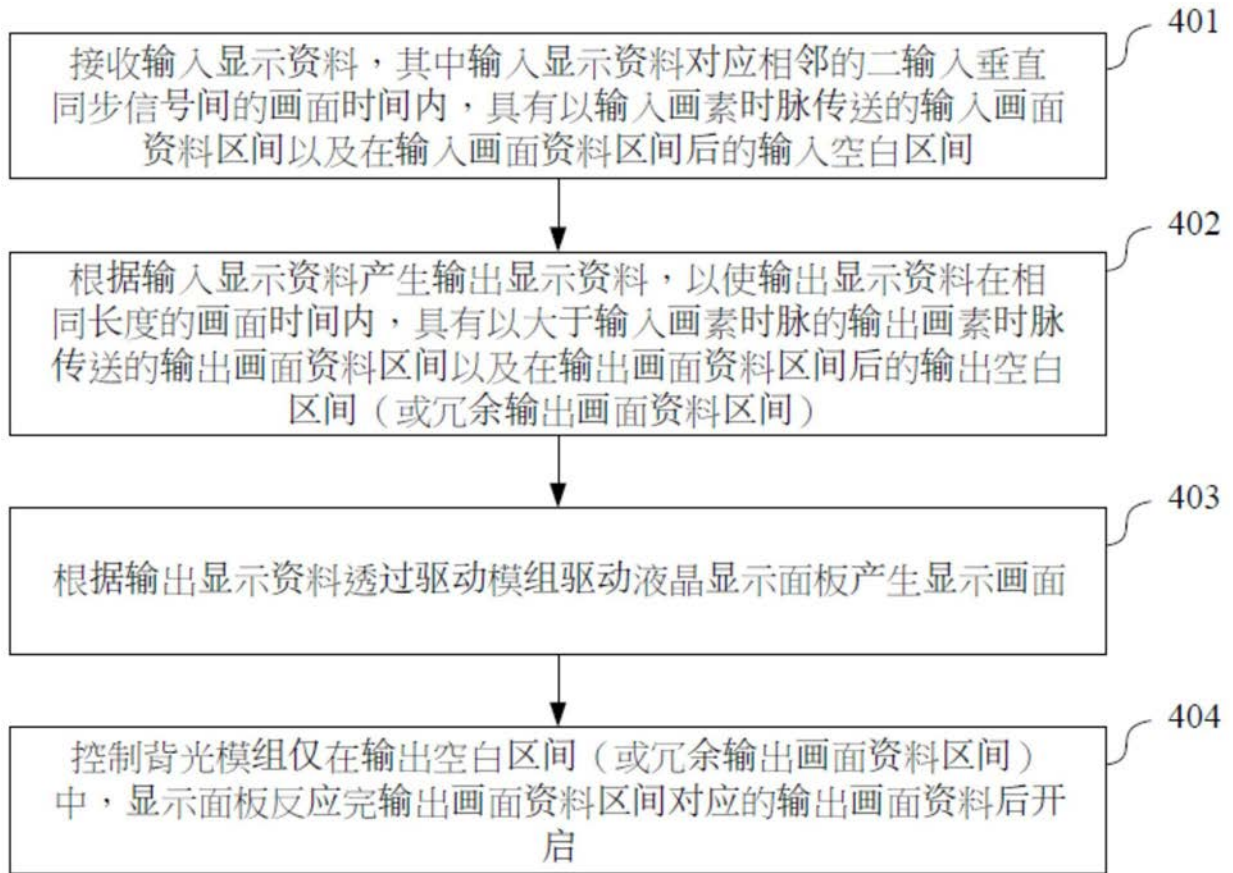 401
接收输入显示资料，其中输入显示资料对应相邻的二输入垂直
同步信号间的画面时间内，具有以输入画素时脉传送的输入画面
资料区间以及在输入画面资料区间后的输入空白区间
402
根据输入显示资料产生输出显示资料，以使输出显示资料在相
同长度的画面时间内，具有以大于输入画素时脉的输出画素时脉
传送的输出画面资料区间以及在输出画面资料区间后的输出空白
区间（或冗余输出画面资料区间）
403
根据输出显示资料透过驱动模组驱动液晶显示面板产生显示画面
404
控制背光模组仅在输出空白区间（或冗余输出画面资料区间）
中，显示面板反应完输出画面资料区间对应的输出画面资料后开
启